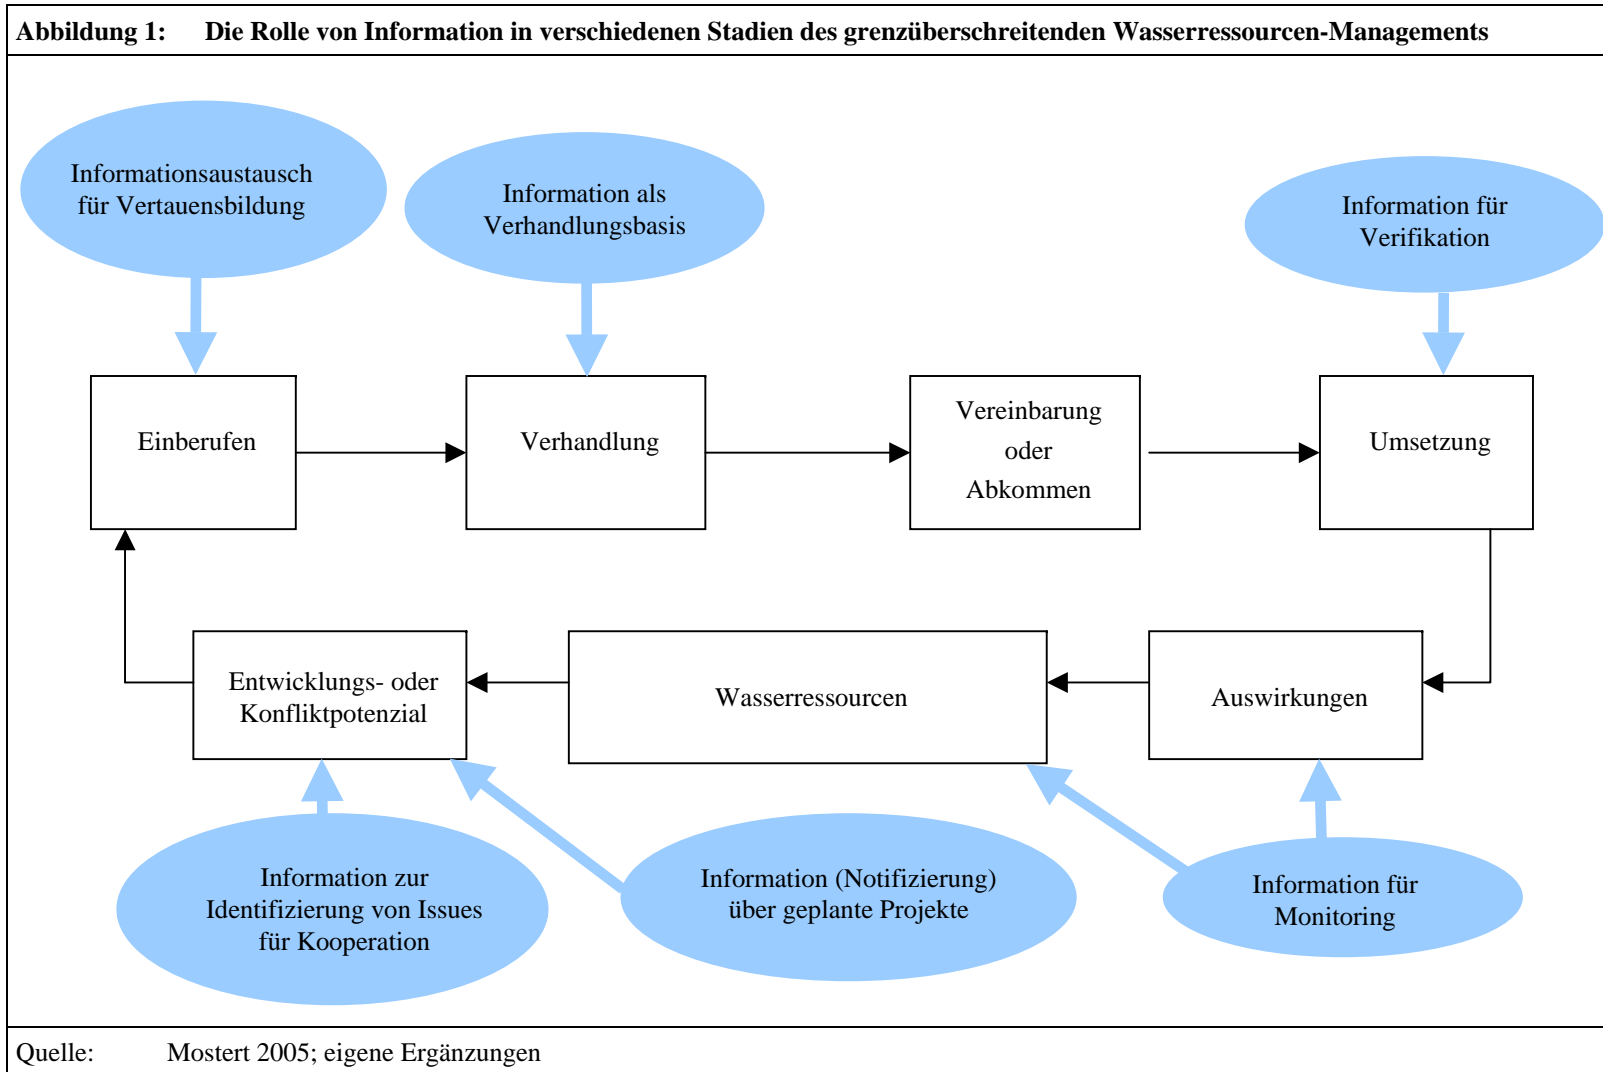 Abbildung 1: Die Rolle von Information in verschiedenen Stadien des grenzüberschreitenden Wasserressourcen-Managements
Informationsaustausch
für Vertauensbildung
Information als
Verhandlungsbasis
Information für
Verifikation
Einberufen
Verhandlung
Vereinbarung
oder
Abkommen
Umsetzung
Entwicklungs- oder
Konfliktpotenzial
Wasserressourcen
Auswirkungen
Information zur
Identifizierung von Issues
für Kooperation
Information (Notifizierung)
über geplante Projekte
Information für
Monitoring
Quelle: Mostert 2005; eigene Ergänzungen